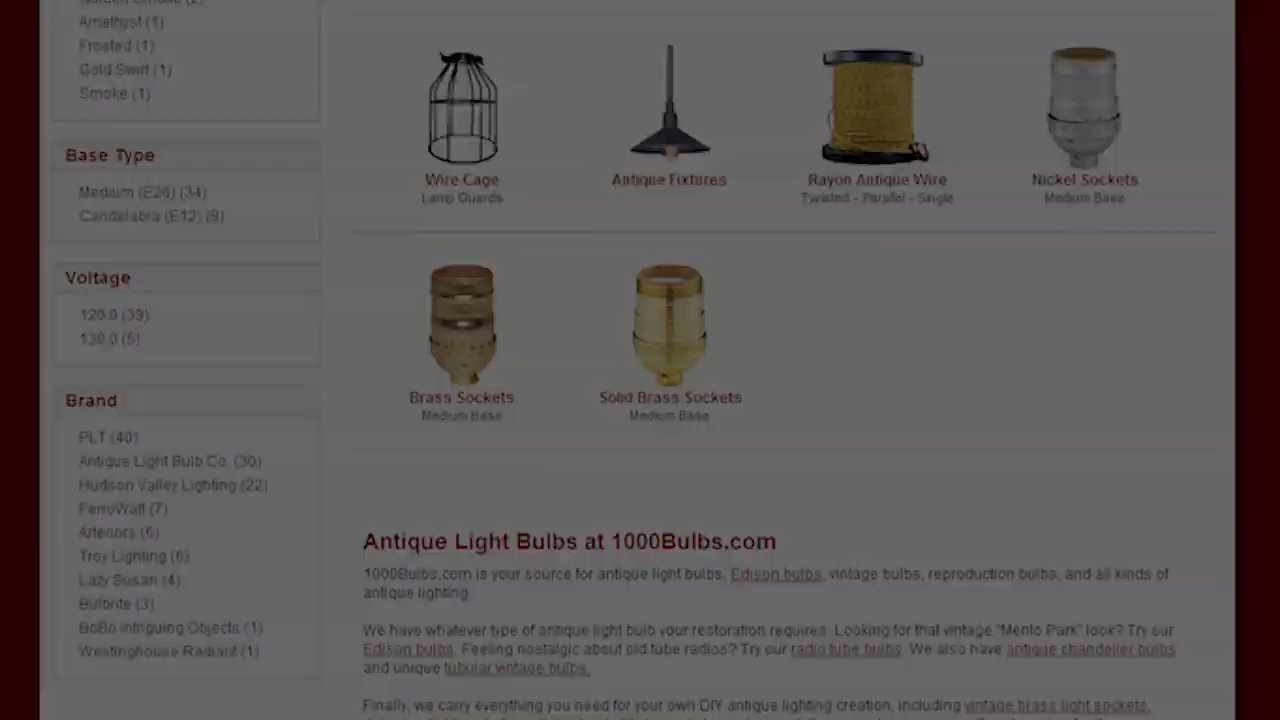 Amethyst (1)
Frosted (1)
Gold Swirl (1)
Smoke (1)
Base Type
Medium (E26) (34)
Candelabra (E12) (9)
Voltage
120.0 (39)
130.0 (5)
Brand
PLT (40)
Antique Light Bulb Co. (30)
Hudson Valley Lighting (22)
FerroWatt (7)
Arteriors (6)
Troy Lighting (6)
Lazy Susan (4)
Bulbrite (3)
BoBo Intriguing Objects (1)
Westinghouse Radiant (1)
Wire Cage
Lamp Guards
Antique Fixtures
Rayon Antique Wire
Twisted - Parallel - Single
Nickel Sockets
Medium Base
Brass Sockets
Medium Base
Solid Brass Sockets
Medium Base
Antique Light Bulbs at 1000Bulbs.com
1000Bulbs.com is your source for antique light bulbs, Edison bulbs, vintage bulbs, reproduction bulbs, and all kinds of
antique lighting.
We have whatever type of antique light bulb your restoration requires. Looking for that vintage "Menlo Park" look? Try our
Edison bulbs. Feeling nostalgic about old tube radios? Try our radio tube bulbs. We also have antique chandelier bulbs
and unique tubular vintage bulbs.
Finally, we carry everything you need for your own DIY antique lighting creation, including vintage brass light sockets,